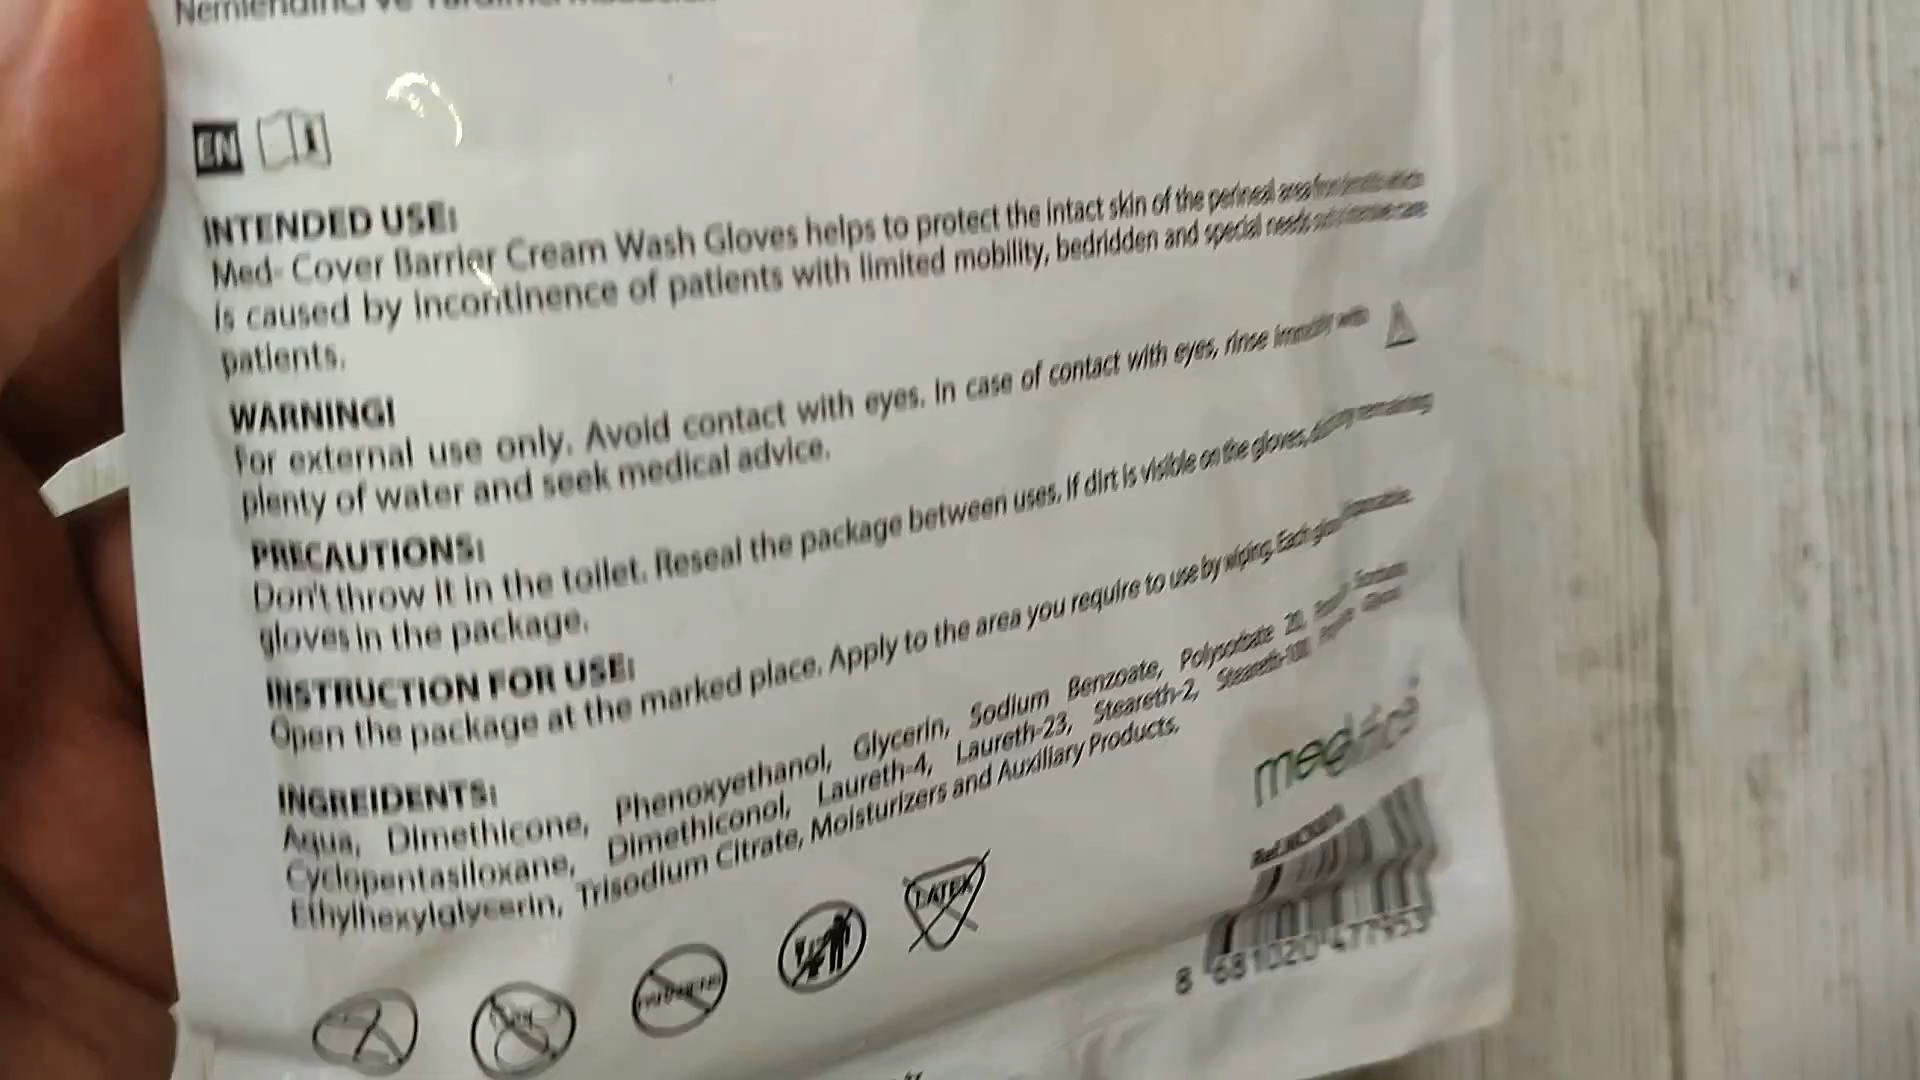 EN
INTENDED USE:
Med- Cover Barrier Cream Wash Gloves helps to protect the intact skin of the perineal area
is caused by incontinence of patients with limited mobility, bedridden and special needs
patients.
WARNING!
For external use only. Avoid contact with eyes. In case of contact with eyes, rinse with
plenty of water and seek medical advice.
PRECAUTIONS:
Don't throw it in the toilet. Reseal the package between uses. If dirt is visible on the gloves, remaining
gloves in the package.
INSTRUCTION FOR USE:
Open the package at the marked place. Apply to the area you require to use by wiping. Each
INGREIDENTS:
Aqua, Dimethicone, Phenoxyethanol, Glycerin, Sodium Benzoate, Polysorbate 20,
Cyclopentasiloxane, Dimethiconol, Laureth-4, Laureth-23, Steareth-2, Steareth-100,
Ethylhexylglycerin, Trisodium Citrate, Moisturizers and Auxiliary Products.
LATEX
8 681020 477953